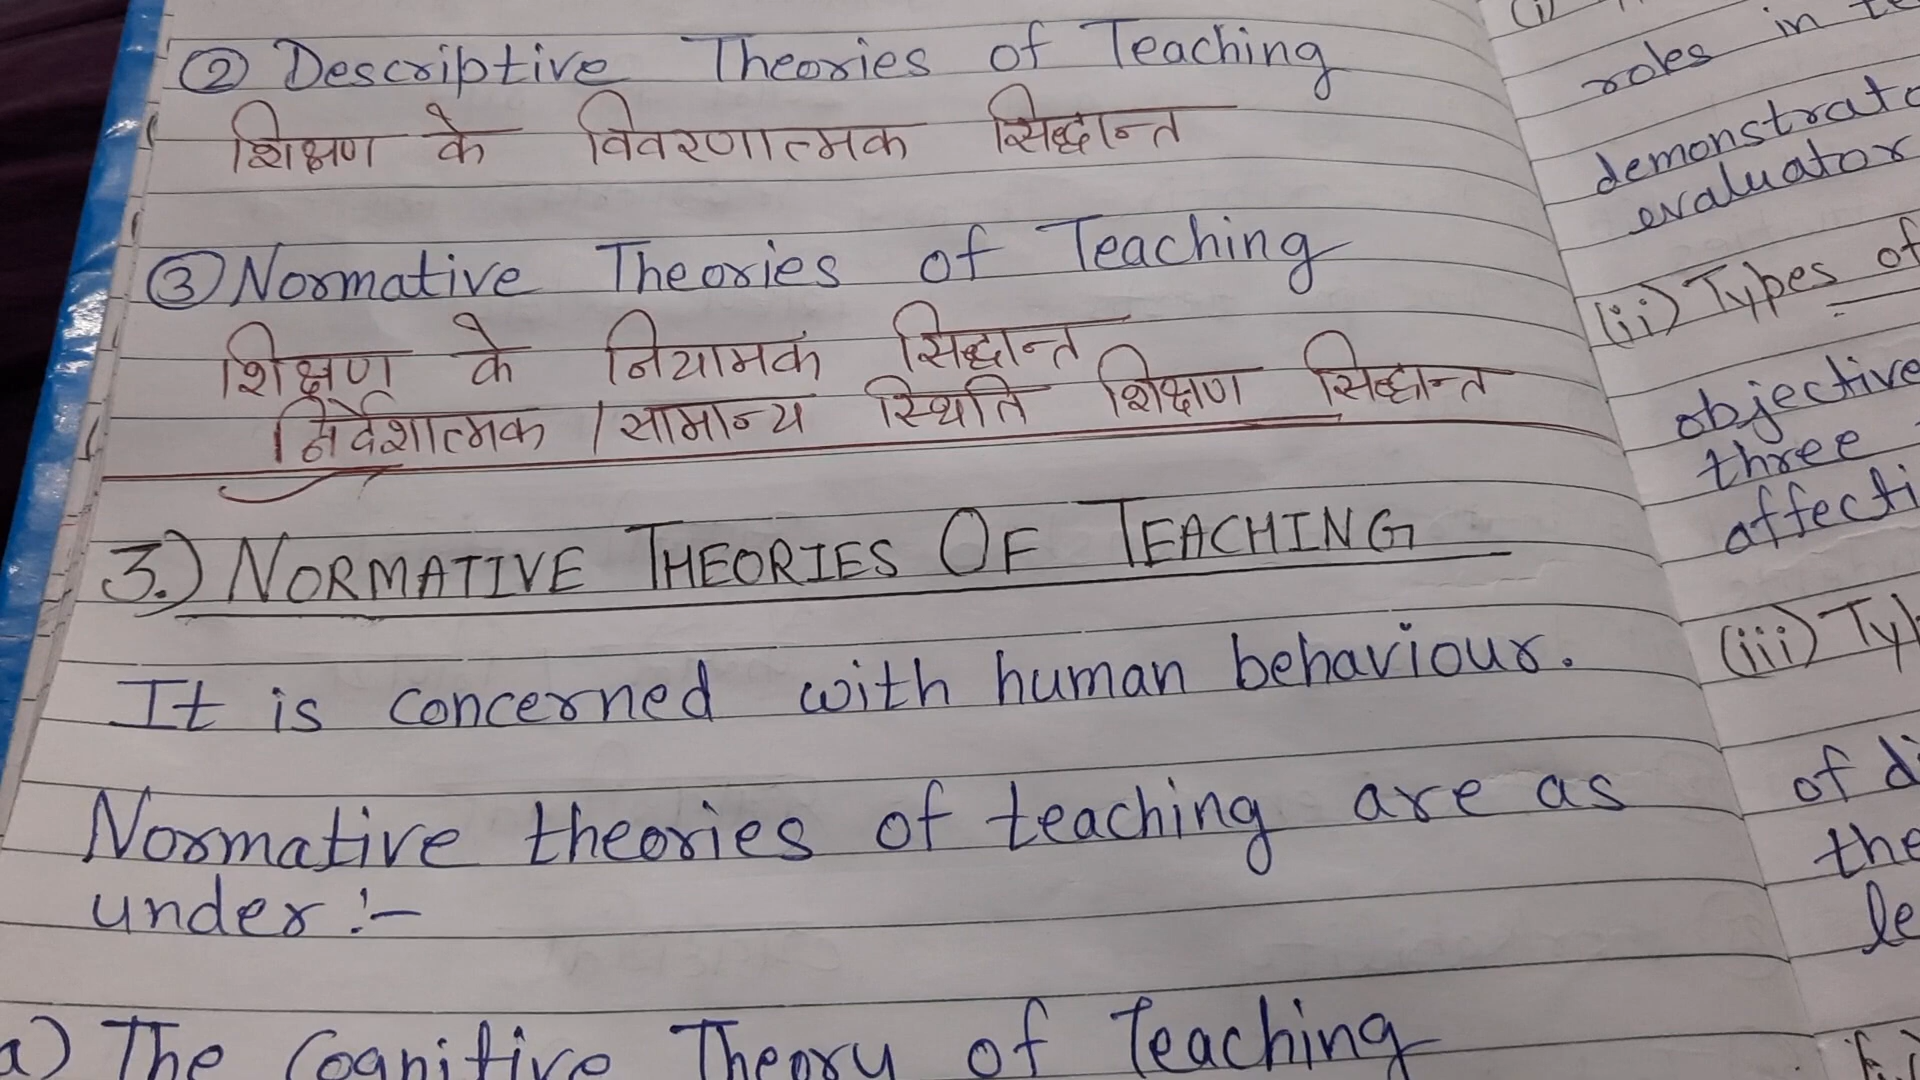 ② Descriptive Theories of Teaching
शिक्षण के विवरणात्मक सिद्धान्त
③ Normative Theories of Teaching
शिक्षण के नियामक सिद्धान्त
निर्देशात्मक / सामान्य स्थिति शिक्षण सिद्धान्त
3.) NORMATIVE THEORIES OF TEACHING
It is concerned with human behaviour.
Normative theories of teaching are as
under :-
a) The Cognitive Theory of Teaching
(i)
roles in
demonstrato
evaluator
(ii) Types of
objective
three
affecti
(iii) Ty
of di
the
le